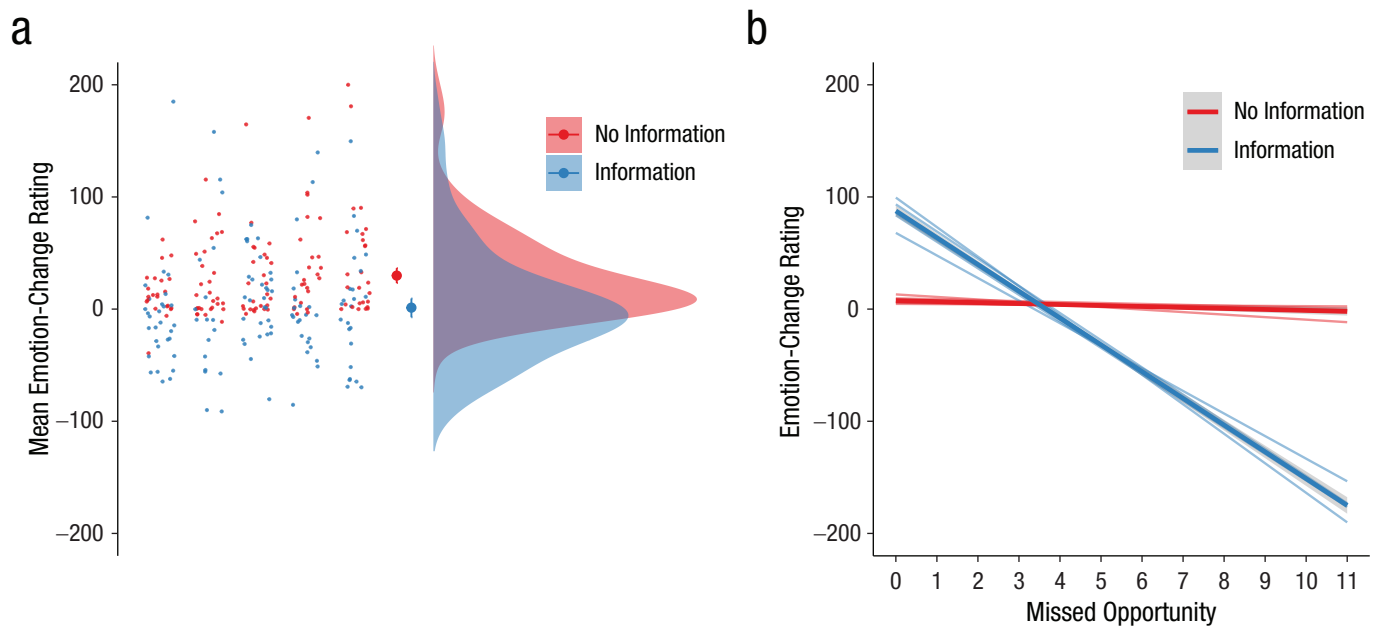 a
Mean Emotion-Change Rating
200
100
0
−100
−200
No Information
Information
b
Emotion-Change Rating
200
100
0
−100
−200
No Information
Information
0 1 2 3 4 5 6 7 8 9 10 11
Missed Opportunity